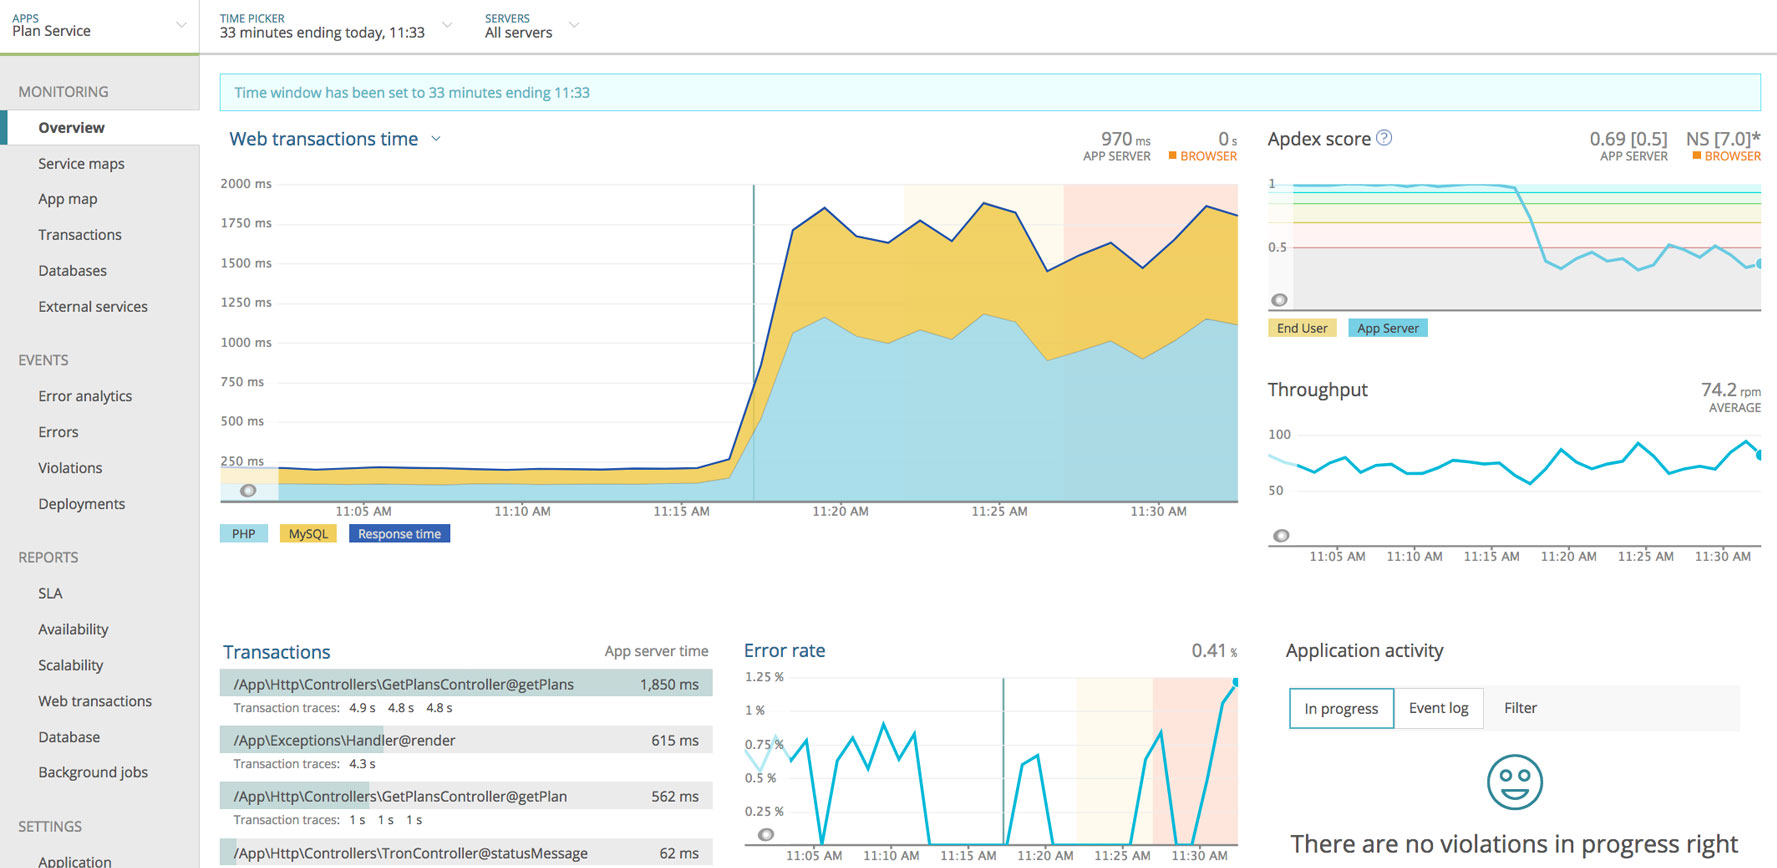 APPS
Plan Service
TIME PICKER
33 minutes ending today, 11:33
SERVERS
All servers
MONITORING
Overview
Service maps
App map
Transactions
Databases
External services
EVENTS
Error analytics
Errors
Violations
Deployments
REPORTS
SLA
Availability
Scalability
Web transactions
Database
Background jobs
SETTINGS
Application
Time window has been set to 33 minutes ending 11:33
Web transactions time
970 ms
APP SERVER
0 s
BROWSER
2000 ms
1750 ms
1500 ms
1250 ms
1000 ms
750 ms
500 ms
250 ms
11:05 AM 11:10 AM 11:15 AM 11:20 AM 11:25 AM 11:30 AM
PHP MySQL Response time
Apdex score ?
0.69 [0.5]
APP SERVER
NS [7.0]*
BROWSER
1
0.5
End User App Server
Throughput
74.2 rpm
AVERAGE
100
50
11:05 AM 11:10 AM 11:15 AM 11:20 AM 11:25 AM 11:30 AM
Transactions App server time
/App\Http\Controllers\GetPlansController@getPlans 1,850 ms
Transaction traces: 4.9 s 4.8 s 4.8 s
/App\Exceptions\Handler@render 615 ms
Transaction traces: 4.3 s
/App\Http\Controllers\GetPlansController@getPlan 562 ms
Transaction traces: 1 s 1 s 1 s
/App\Http\Controllers\TronController@statusMessage 62 ms
Error rate
0.41 %
1.25 %
1 %
0.75 %
0.5 %
0.25 %
11:05 AM 11:10 AM 11:15 AM 11:20 AM 11:25 AM 11:30 AM
Application activity
In progress Event log Filter
There are no violations in progress right